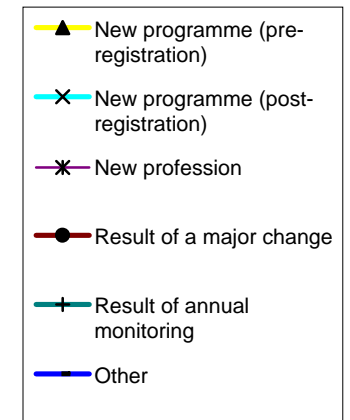 New programme (pre-
registration)
New programme (post-
registration)
New profession
Result of a major change
Result of annual
monitoring
Other